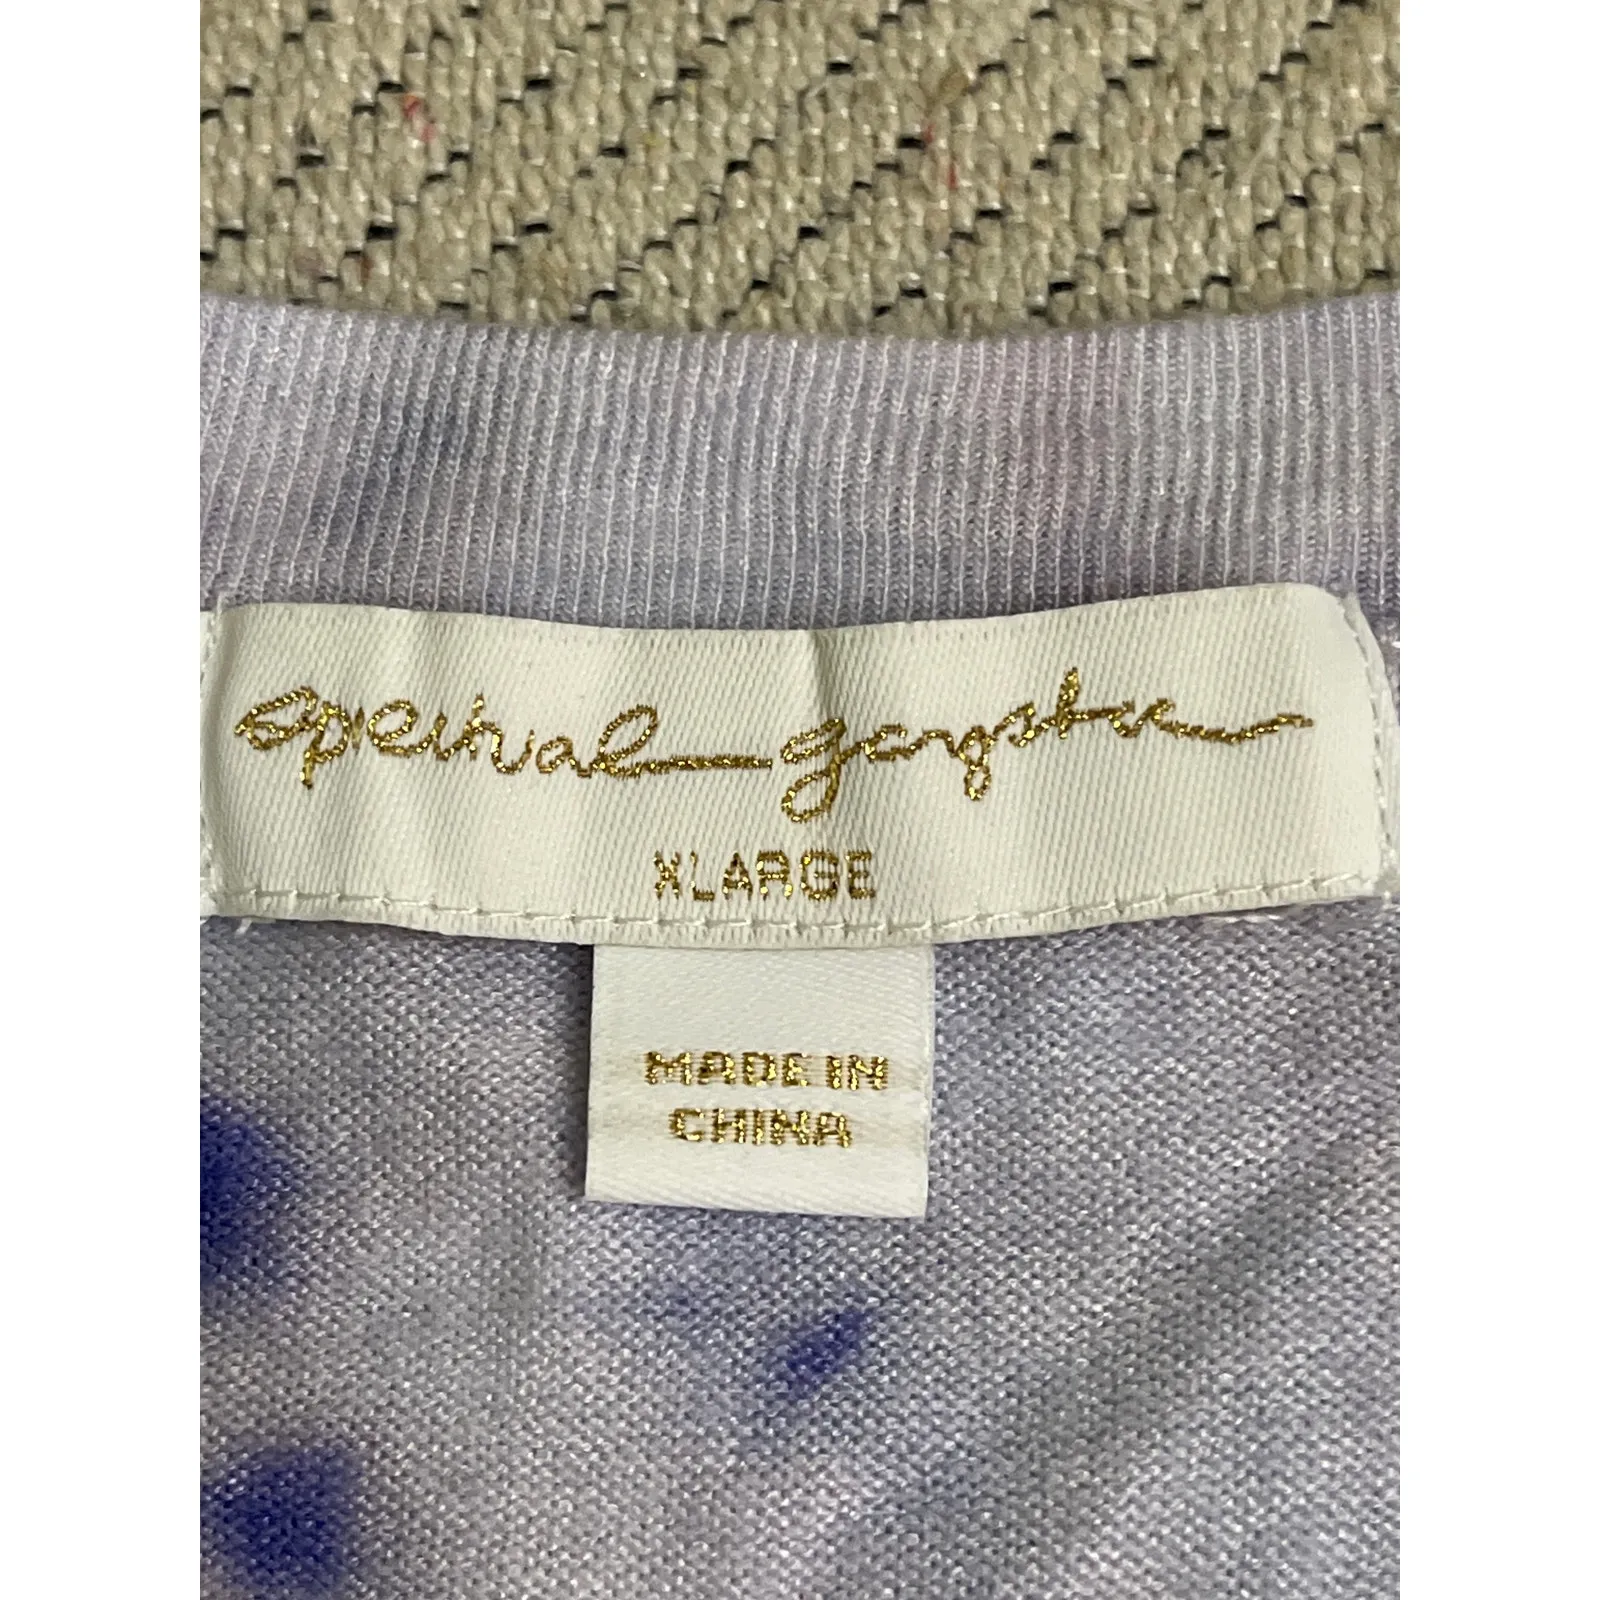 spiritual gangster
XLARGE
MADE IN
CHINA